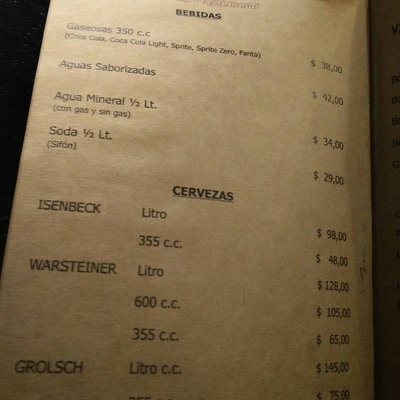 Restaurant
BEBIDAS
Gaseosas 350 c.c $ 38,00
(Coca Cola, Coca Cola Light, Sprite, Sprite Zero, Fanta)
Aguas Saborizadas $ 42,00
Agua Mineral ½ Lt. $ 34,00
(con gas y sin gas)
Soda ½ Lt. $ 29,00
(Sifón)
CERVEZAS
ISENBECK Litro $ 98,00
355 c.c. $ 48,00
WARSTEINER Litro $ 128,00
600 c.c. $ 105,00
355 c.c. $ 65,00
GROLSCH Litro c.c. $ 145,00
355 c.c. $ 75,00